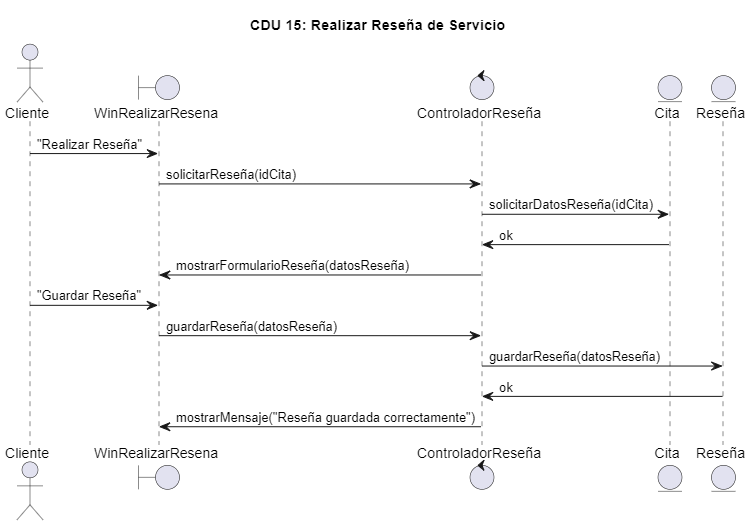 CDU 15: Realizar Reseña de Servicio
Cliente WinRealizarResena ControladorReseña Cita Reseña
"Realizar Reseña"
solicitarReseña(idCita)
solicitarDatosReseña(idCita)
ok
mostrarFormularioReseña(datosReseña)
"Guardar Reseña"
guardarReseña(datosReseña)
guardarReseña(datosReseña)
ok
mostrarMensaje("Reseña guardada correctamente")
Cliente WinRealizarResena ControladorReseña Cita Reseña